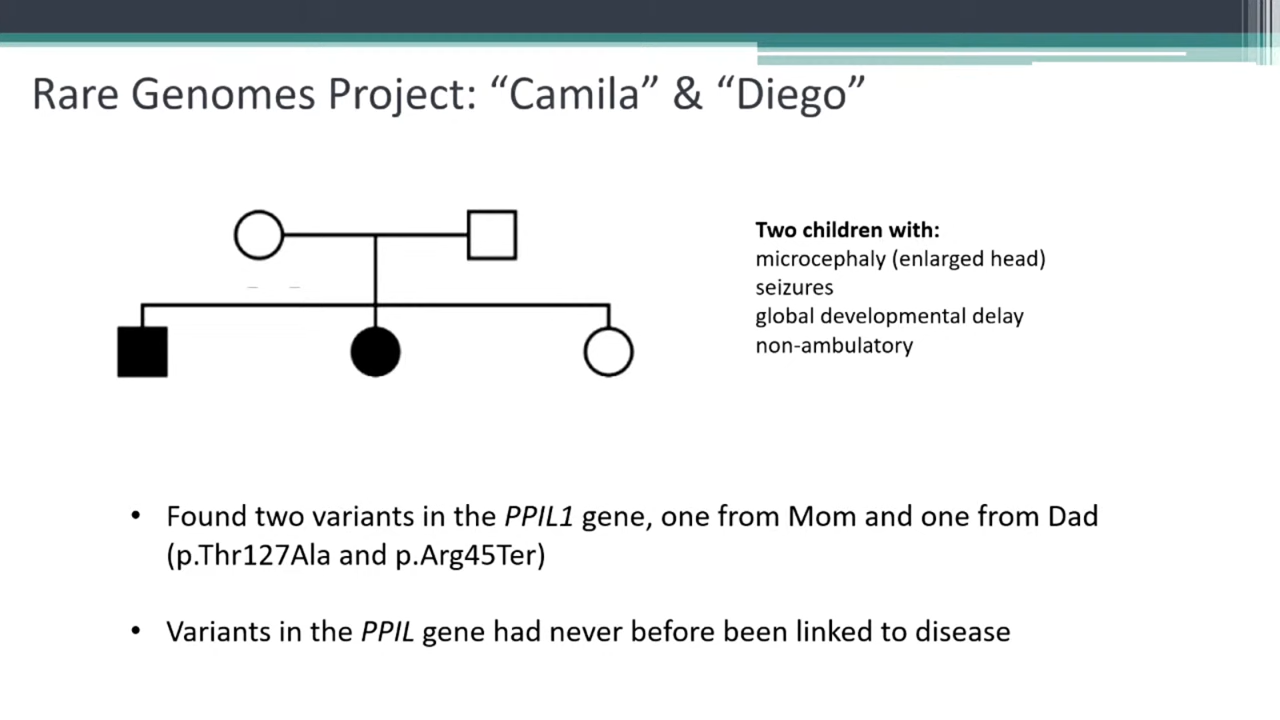 Rare Genomes Project: “Camila” & “Diego”
Two children with:
microcephaly (enlarged head)
seizures
global developmental delay
non-ambulatory
• Found two variants in the PPIL1 gene, one from Mom and one from Dad
(p.Thr127Ala and p.Arg45Ter)
• Variants in the PPIL gene had never before been linked to disease